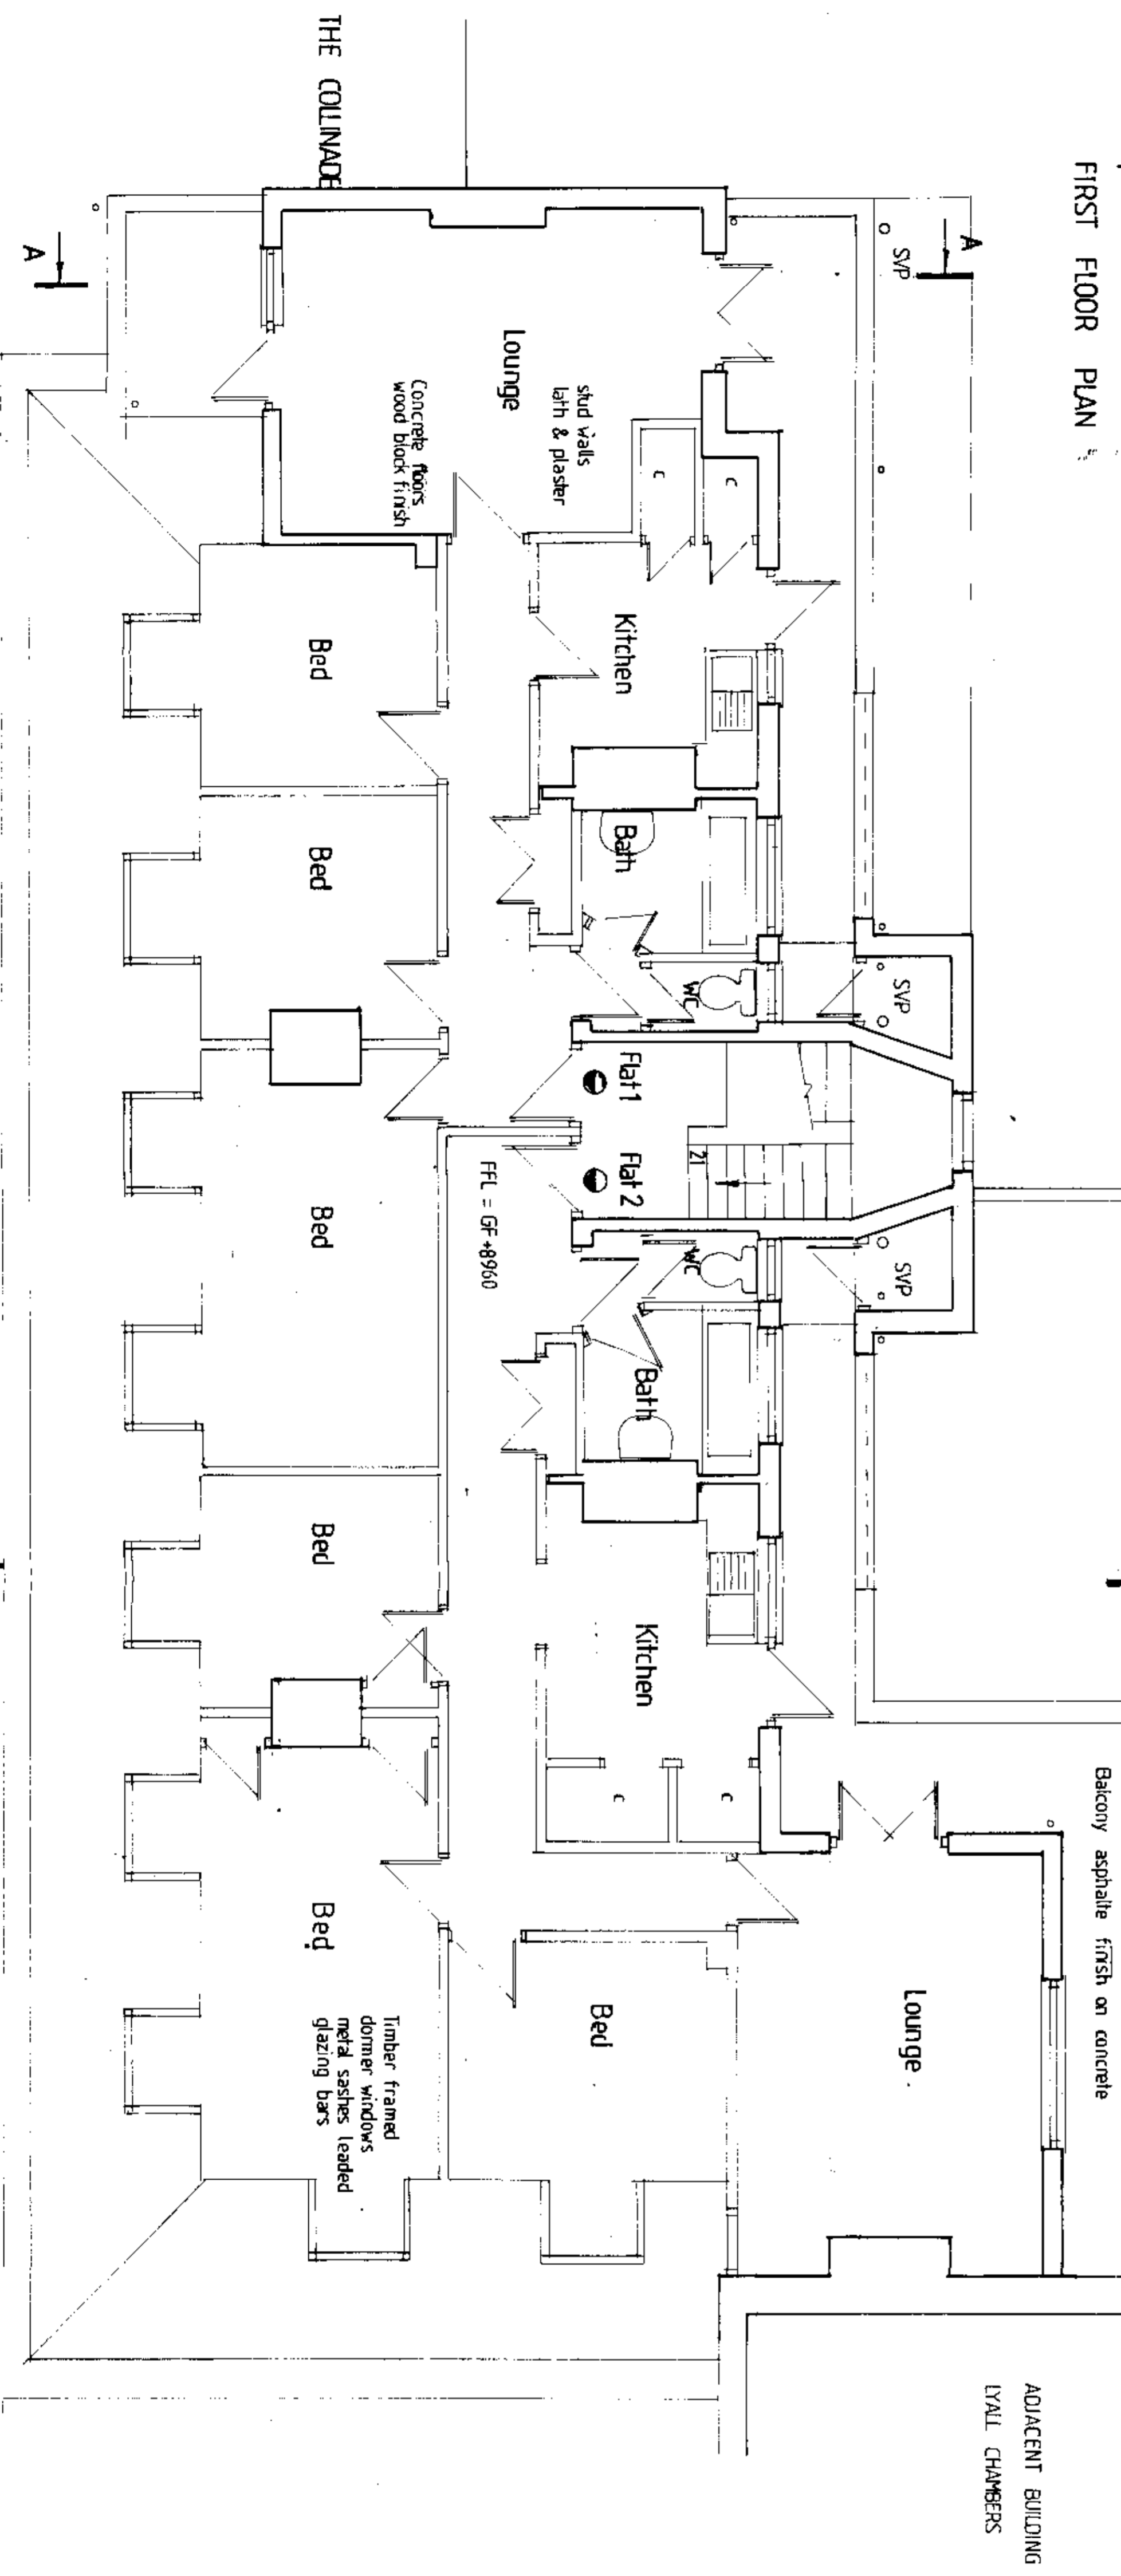 FIRST FLOOR PLAN
THE COLLINADE
A
A
SVP
Lounge
stud walls
lath & plaster
Concrete floors
wood block finish
C
C
Kitchen
Bed
Bed
Bath
WC
SVP
Flat 1
Flat 2
21
FFL = GF+8960
Bed
WC
SVP
Bath
Bed
Kitchen
C
C
Balcony asphalte finish on concrete
Bed
Timber framed
dormer windows
metal sashes leaded
glazing bars
Bed
Lounge
ADJACENT BUILDING
LYALL CHAMBERS